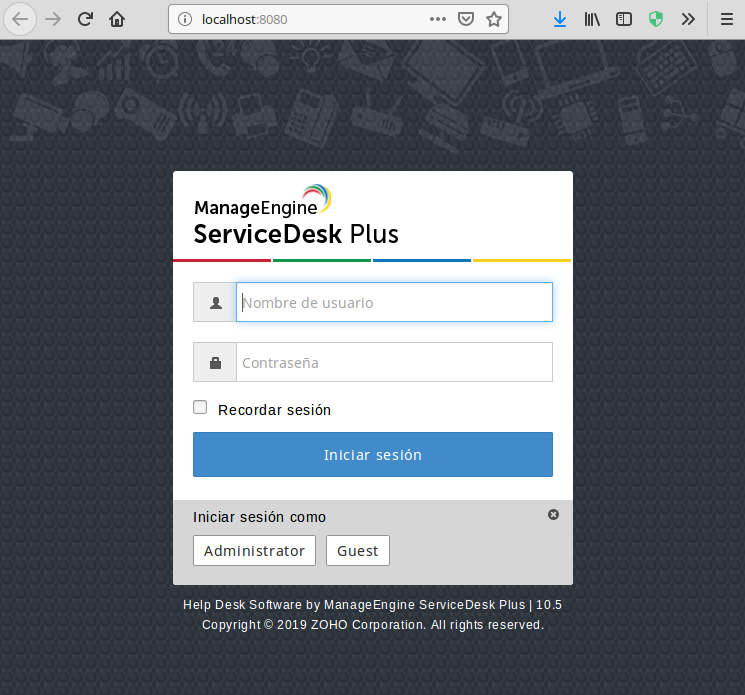 localhost:8080
ManageEngine
ServiceDesk Plus
Nombre de usuario
Contraseña
Recordar sesión
Iniciar sesión
Iniciar sesión como
Administrator Guest
Help Desk Software by ManageEngine ServiceDesk Plus | 10.5
Copyright © 2019 ZOHO Corporation. All rights reserved.